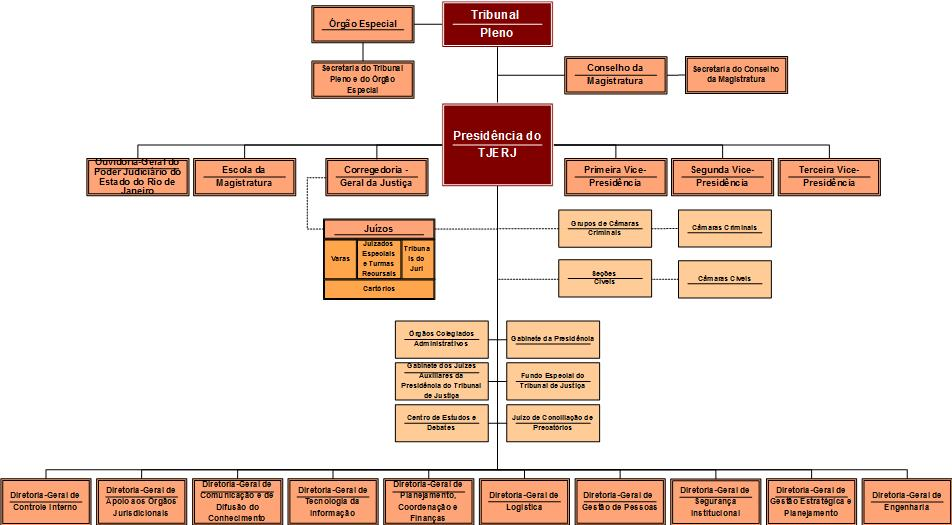 Tribunal
Pleno
Órgão Especial
Secretaria do Tribunal
Pleno e do Órgão
Especial
Conselho da
Magistratura
Secretaria do Conselho
da Magistratura
Presidência do
TJERJ
Ouvidoria-Geral do
Poder Judiciário do
Estado do Rio de
Janeiro
Escola da
Magistratura
Corregedoria -
Geral da Justiça
Primeira Vice-
Presidência
Segunda Vice-
Presidência
Terceira Vice-
Presidência
Juízos
Varas
Juizados
Especiais
e Turmas
Recursais
Tribuna
is do
Juri
Cartórios
Grupos de Câmaras
Criminais
Câmaras Criminais
Seções
Cíveis
Câmaras Cíveis
Órgãos Colegiados
Administrativos
Gabinete da Presidência
Gabinete dos Juízes
Auxiliares da
Presidência do Tribunal
de Justiça
Fundo Especial do
Tribunal de Justiça
Centro de Estudos e
Debates
Juízo de Conciliação de
Precatórios
Diretoria-Geral de
Controle Interno
Diretoria-Geral de
Apoio aos Órgãos
Jurisdicionais
Diretoria-Geral de
Comunicação e de
Difusão do
Conhecimento
Diretoria-Geral de
Tecnologia da
Informação
Diretoria-Geral de
Planejamento,
Coordenação e
Finanças
Diretoria-Geral de
Logística
Diretoria-Geral de
Gestão de Pessoas
Diretoria-Geral de
Segurança
Institucional
Diretoria-Geral de
Gestão Estratégica e
Planejamento
Diretoria-Geral de
Engenharia